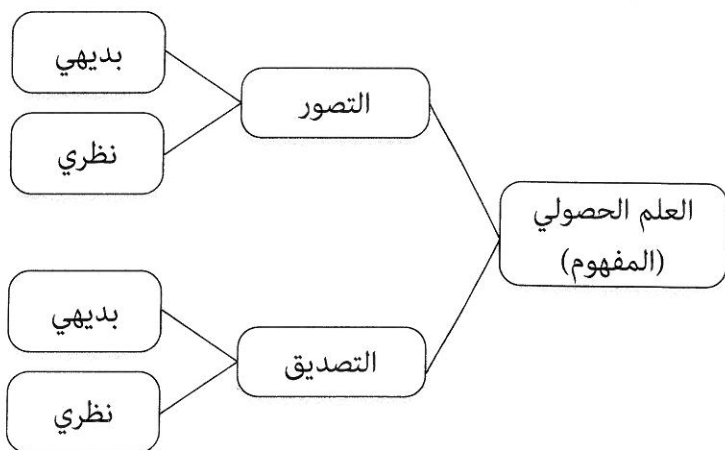 العلم الحصولي
(المفهوم)
التصور
بديهي
نظري
التصديق
بديهي
نظري